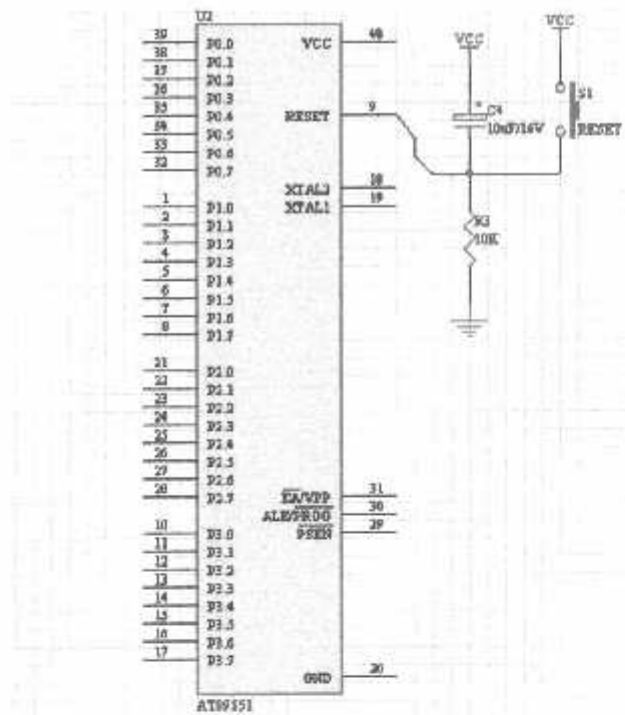 U2
39 P0.0
38 P0.1
37 P0.2
36 P0.3
35 P0.4
34 P0.5
33 P0.6
32 P0.7
1 P1.0
2 P1.1
3 P1.2
4 P1.3
5 P1.4
6 P1.5
7 P1.6
8 P1.7
21 P2.0
22 P2.1
23 P2.2
24 P2.3
25 P2.4
26 P2.5
27 P2.6
28 P2.7
10 P3.0
11 P3.1
12 P3.2
13 P3.3
14 P3.4
15 P3.5
16 P3.6
17 P3.7
VCC 40
RESET 9
XTAL2 18
XTAL1 19
EA/VPP 31
ALE/PROG 30
PSEN 29
GND 20
AT89S51
VCC
+
C4
10uF/16V
VCC
S1
RESET
R3
10K